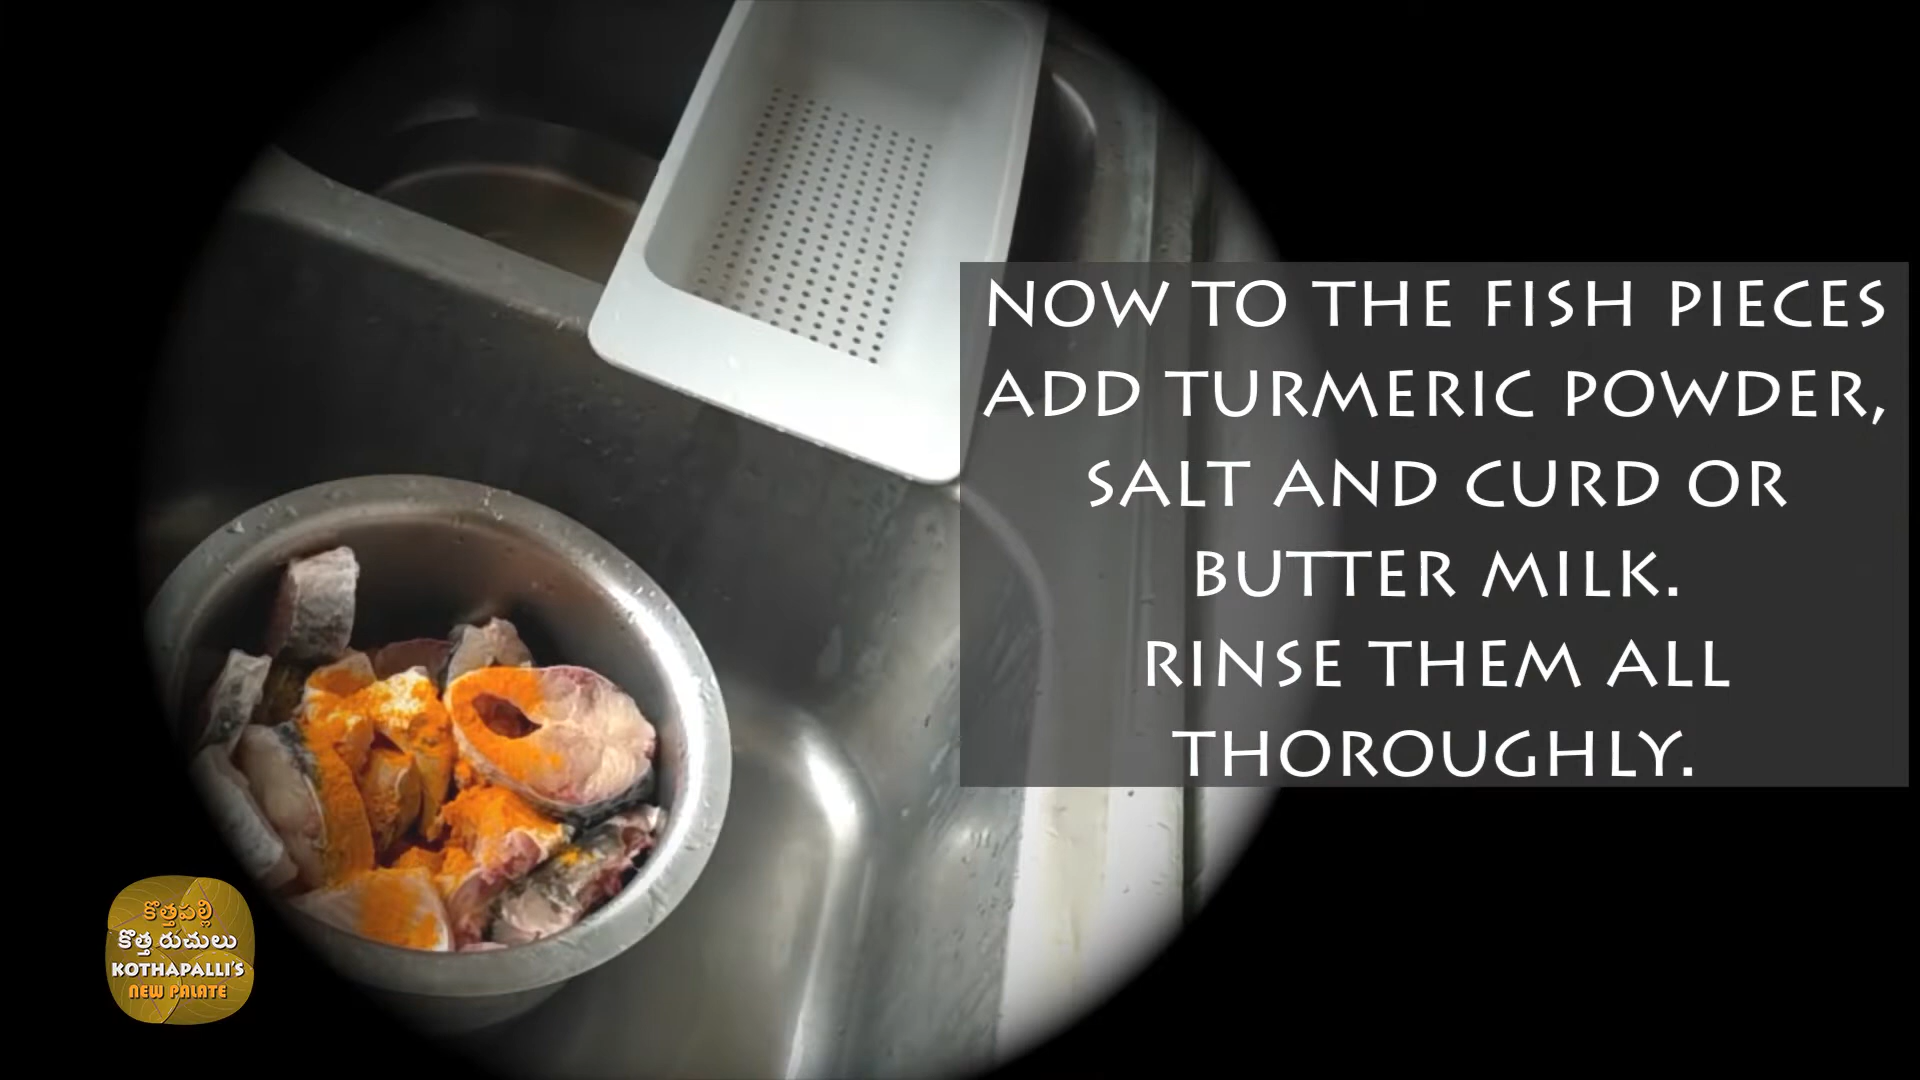 NOW TO THE FISH PIECES
ADD TURMERIC POWDER,
SALT AND CURD OR
BUTTER MILK.
RINSE THEM ALL
THOROUGHLY.
కొత్తపల్లి
కొత్త రుచులు
KOTHAPALLI'S
NEW PALATE